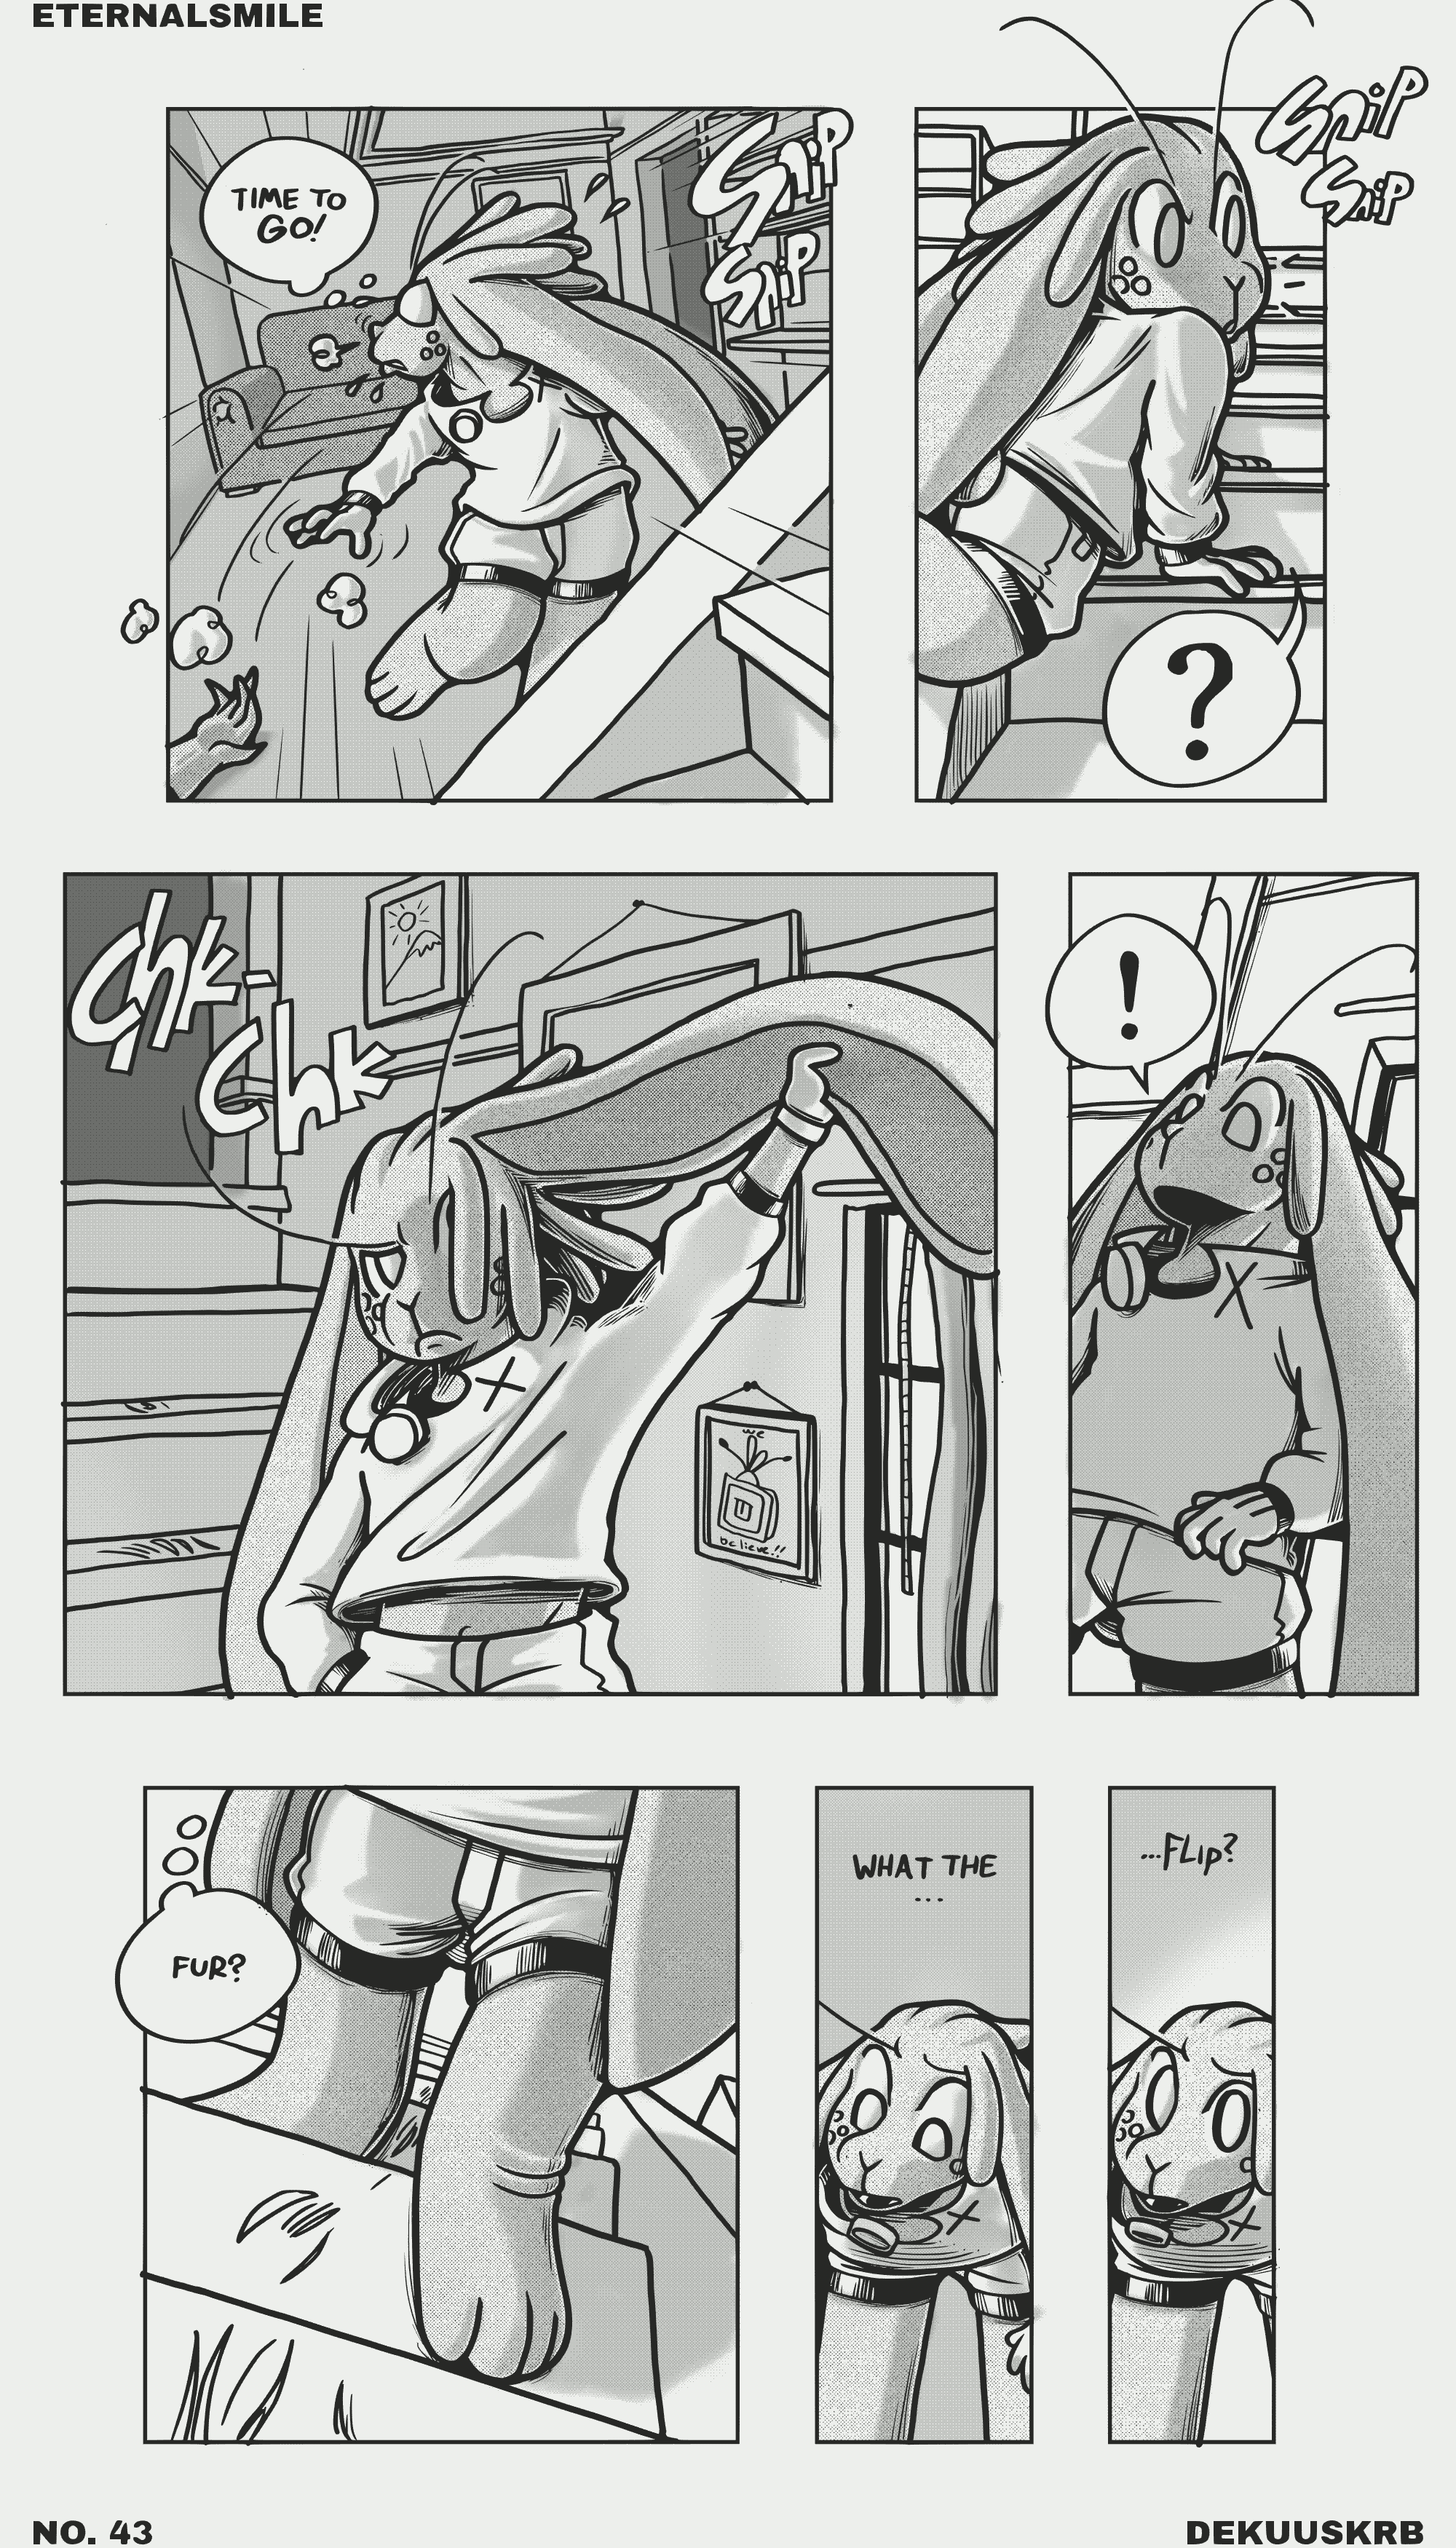 ETERNALSMILE
TIME TO
GO!
SniP
SniP
SniP
SniP
?
Chk
Chk
we
U
believe!!
!
FUR?
WHAT THE
...
...FLIP?
NO. 43
DEKUUSKRB